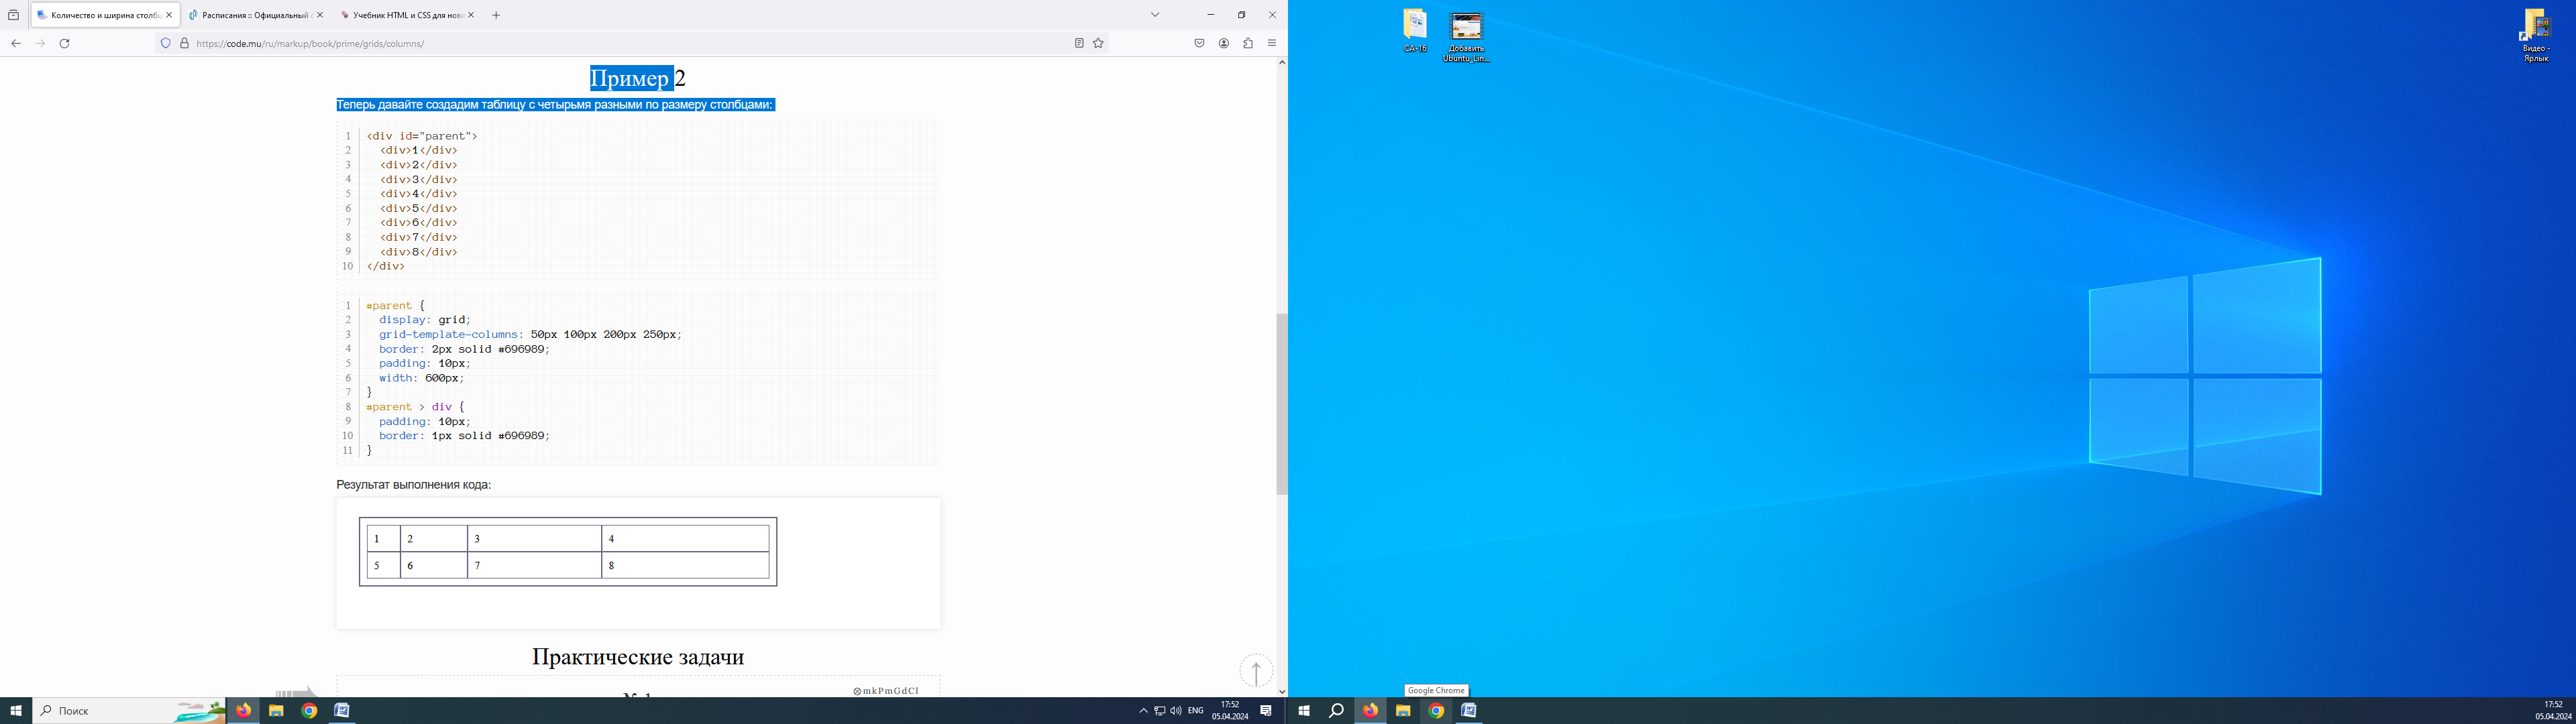 Количество и ширина столбц
Расписания :: Официальный
Учебник HTML и CSS для нови
https://code.mu/ru/markup/book/prime/grids/columns/
Пример 2
Теперь давайте создадим таблицу с четырьмя разными по размеру столбцами:
1 <div id="parent">
2 <div>1</div>
3 <div>2</div>
4 <div>3</div>
5 <div>4</div>
6 <div>5</div>
7 <div>6</div>
8 <div>7</div>
9 <div>8</div>
10 </div>
1 #parent {
2 display: grid;
3 grid-template-columns: 50px 100px 200px 250px;
4 border: 2px solid #696989;
5 padding: 10px;
6 width: 600px;
7 }
8 #parent > div {
9 padding: 10px;
10 border: 1px solid #696989;
11 }
Результат выполнения кода:
1 2 3 4
5 6 7 8
Практические задачи
⊗mkPmGdCl
Поиск
ENG
17:52
05.04.2024
СА-16
Добавить
Ubuntu_Lin...
Видео -
Ярлык
Google Chrome
17:52
05.04.2024